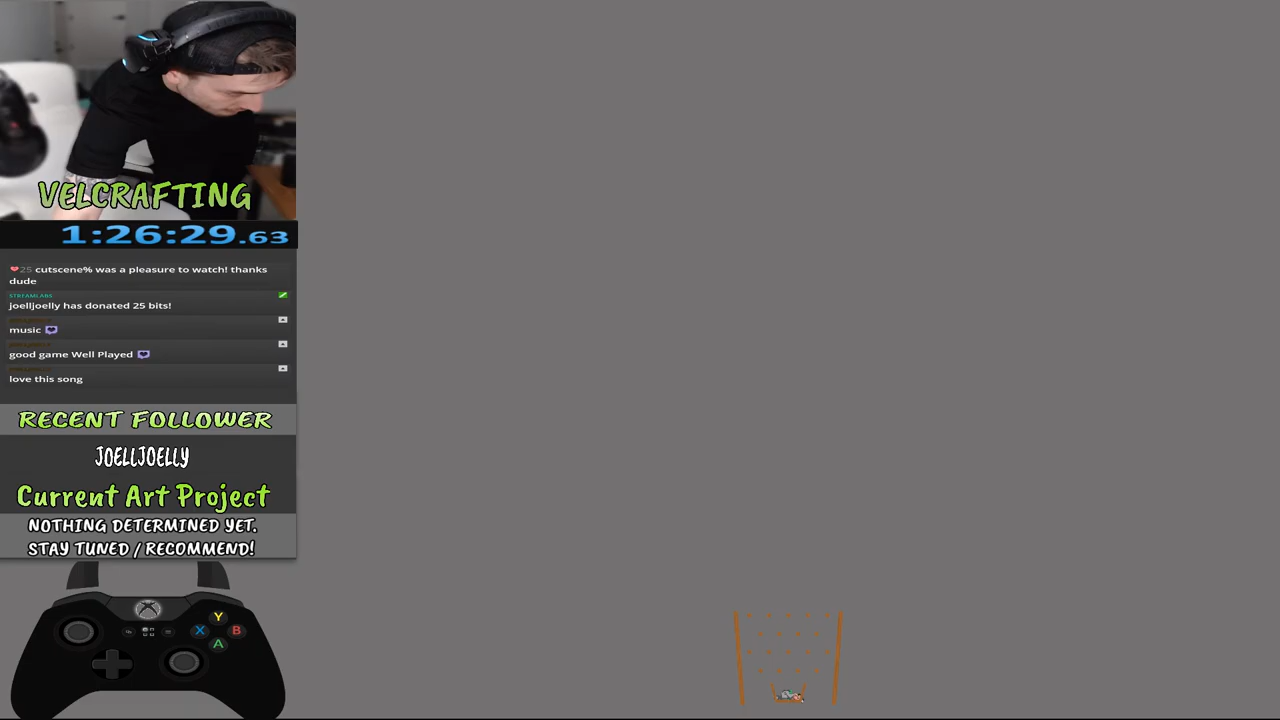 VELCRAFTING
1:26:29.63
25 cutscene% was a pleasure to watch! thanks
dude
STREAMLABS
joelljoelly has donated 25 bits!
music
good game Well Played
love this song
RECENT FOLLOWER
JOELLJOELLY
Current Art Project
NOTHING DETERMINED YET.
STAY TUNED / RECOMMEND!
Y
X B
A